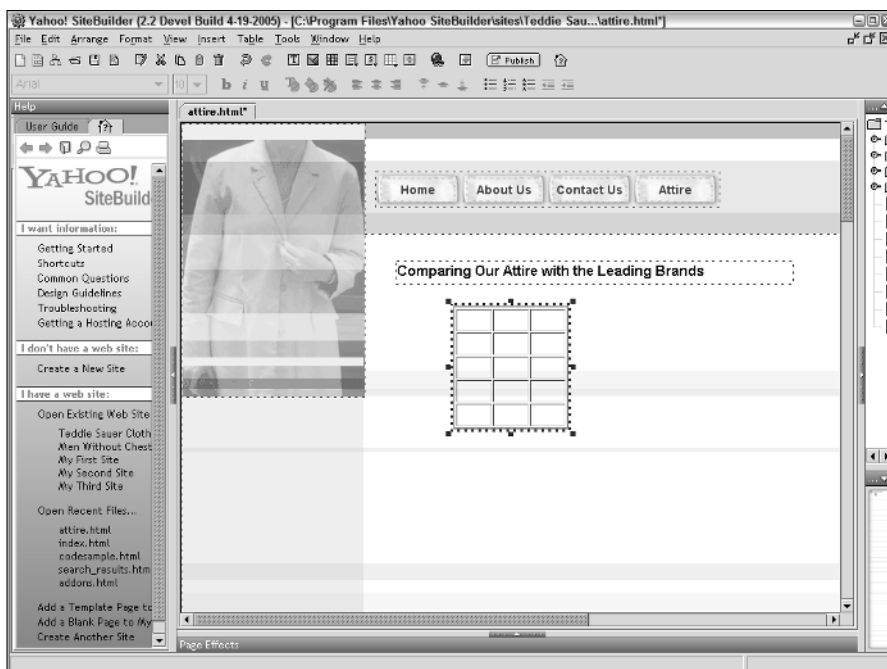 Yahoo! SiteBuilder (2.2 Devel Build 4-19-2005) - [C:\Program Files\Yahoo SiteBuilder\sites\Teddie Sau...\attire.html*]
File Edit Arrange Format View Insert Table Tools Window Help
Publish
Arial 10 b i u
Help
User Guide
attire.html*
YAHOO!
SiteBuild
I want information:
Getting Started
Shortcuts
Common Questions
Design Guidelines
Troubleshooting
Getting a Hosting Accou
I don't have a web site:
Create a New Site
I have a web site:
Open Existing Web Site
Teddie Sauer Cloth
Men Without Chest
My First Site
My Second Site
My Third Site
Open Recent Files...
attire.html
index.html
codesample.html
search_results.htm
addons.html
Add a Template Page to
Add a Blank Page to My
Create Another Site
Home About Us Contact Us Attire
Comparing Our Attire with the Leading Brands
Page Effects